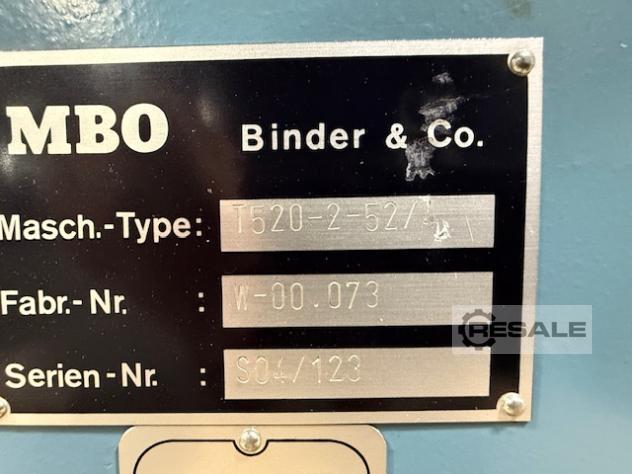 MBO Binder & Co.
Masch.-Type: T520-2-52/
Fabr.-Nr. : W-00.073
Serien-Nr. : S04/123
RESALE